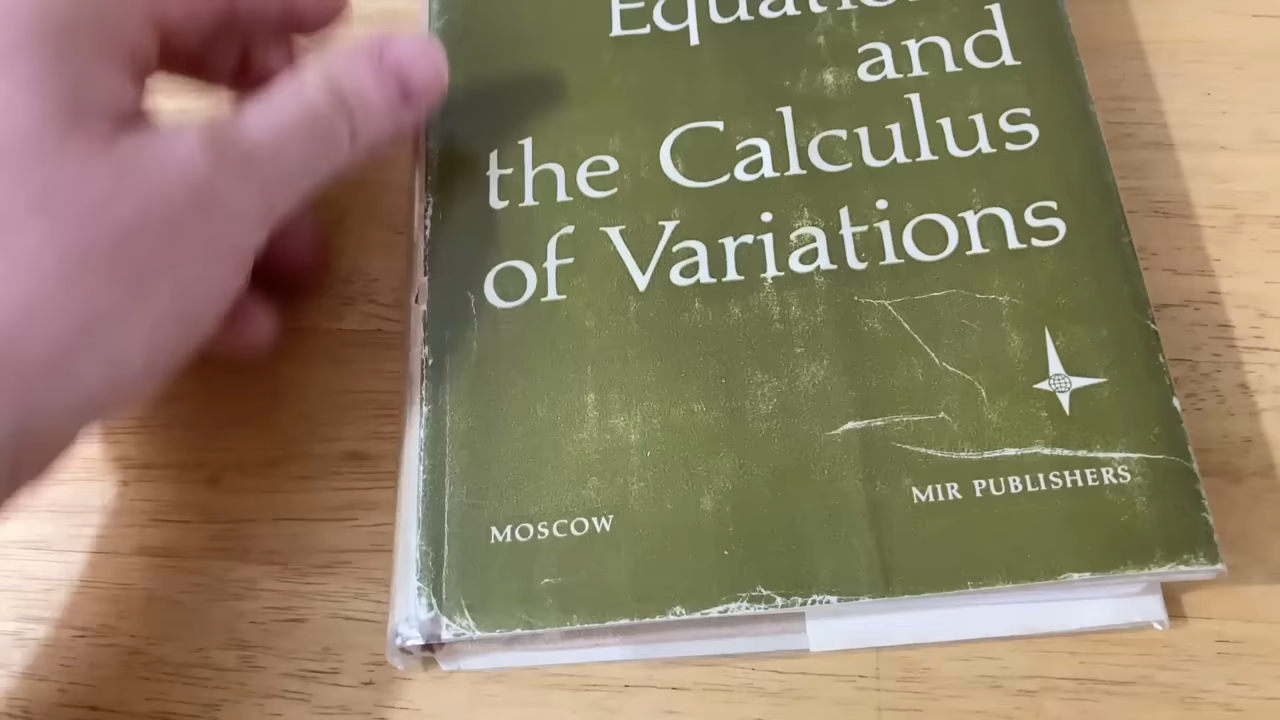 and
the Calculus
of Variations
MIR PUBLISHERS
MOSCOW